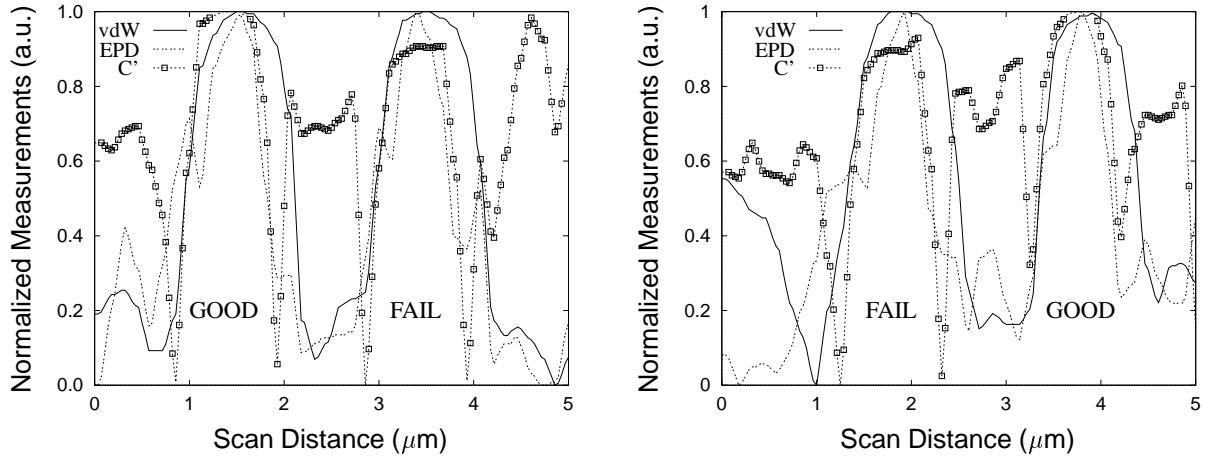 Normalized Measurements (a.u.)
1.0
0.8
0.6
0.4
0.2
0.0
vdW
EPD
C'
GOOD
FAIL
0
1
2
3
4
5
Scan Distance (μm)
Normalized Measurements (a.u.)
1
0.8
0.6
0.4
0.2
0
vdW
EPD
C'
FAIL
GOOD
0
1
2
3
4
5
Scan Distance (μm)